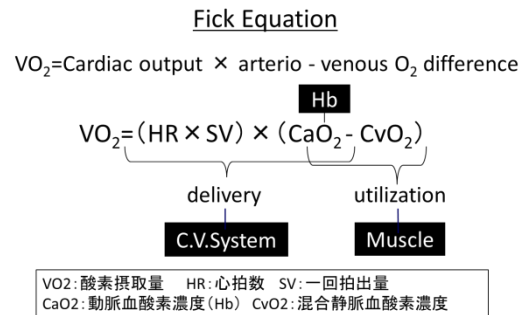 Fick Equation
VO₂=Cardiac output × arterio - venous O₂ difference
Hb
VO₂=(HR×SV) × (CaO₂- CvO₂)
delivery
utilization
C.V.System
Muscle
VO2:酸素摂取量 HR:心拍数 SV:一回拍出量
CaO2:動脈血酸素濃度(Hb) CvO2:混合静脈血酸素濃度